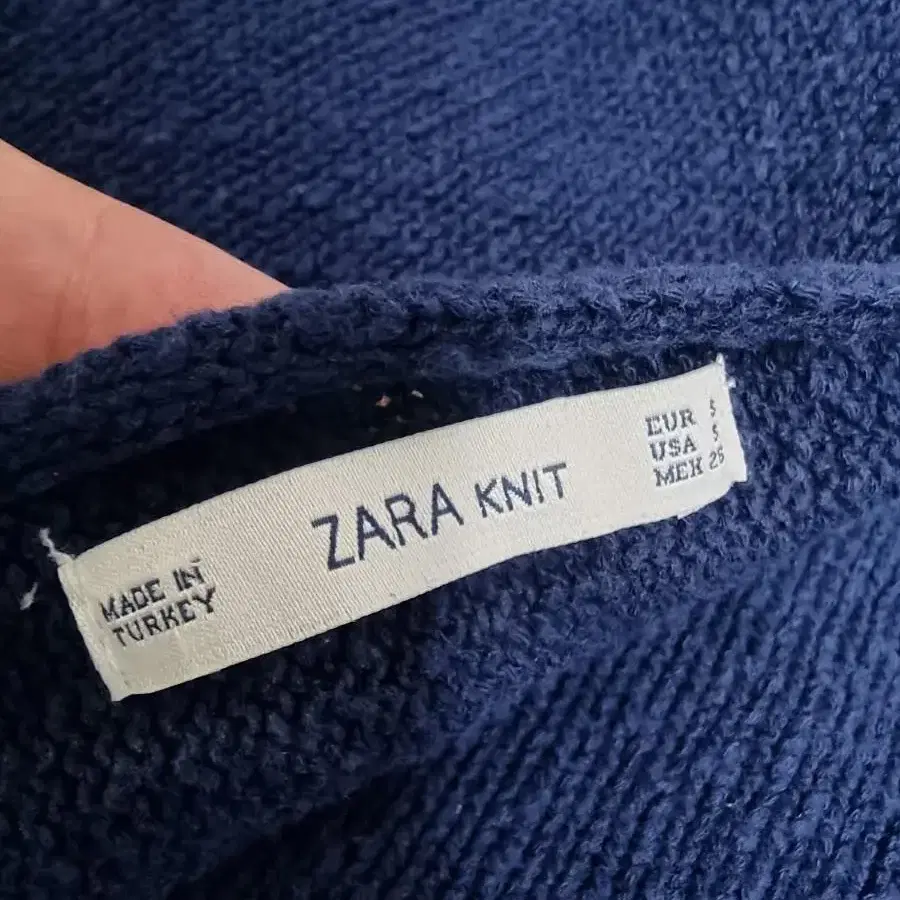 MADE IN
TURKEY
ZARA KNIT
EUR S
USA S
MEX 26